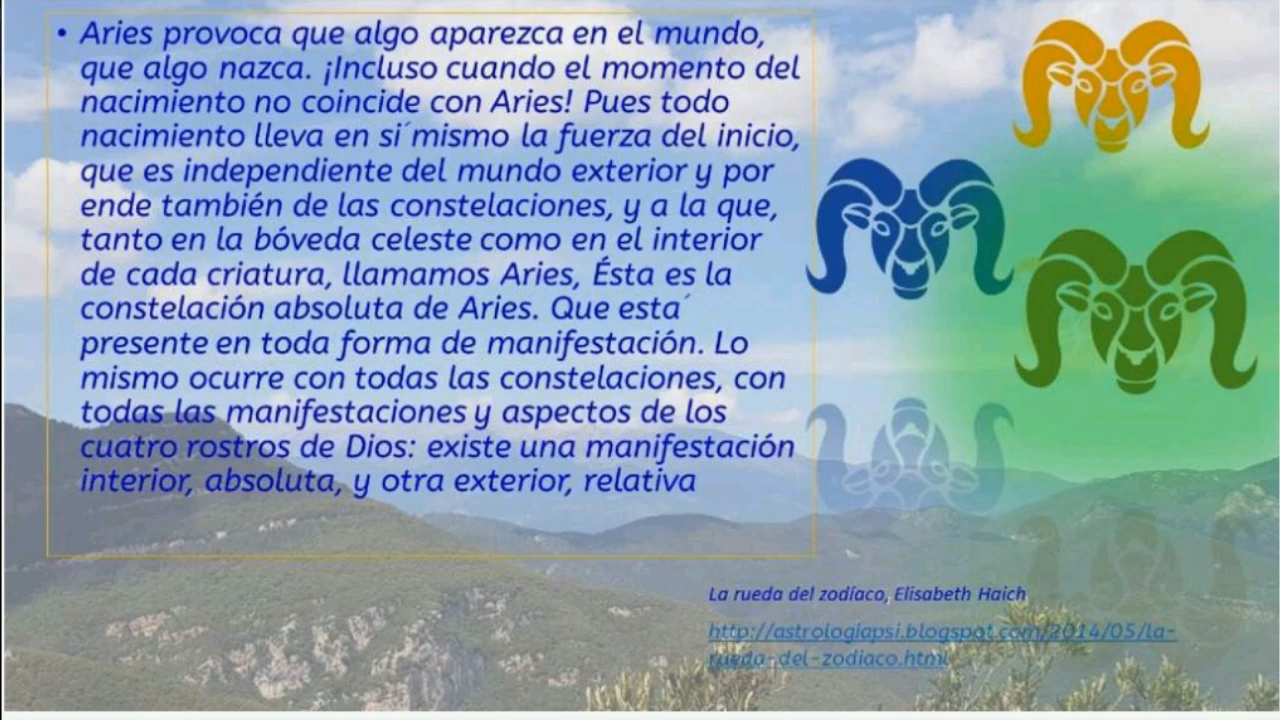 • Aries provoca que algo aparezca en el mundo,
que algo nazca. ¡Incluso cuando el momento del
nacimiento no coincide con Aries! Pues todo
nacimiento lleva en si´mismo la fuerza del inicio,
que es independiente del mundo exterior y por
ende también de las constelaciones, y a la que,
tanto en la bóveda celeste como en el interior
de cada criatura, llamamos Aries, Ésta es la
constelación absoluta de Aries. Que esta´
presente en toda forma de manifestación. Lo
mismo ocurre con todas las constelaciones, con
todas las manifestaciones y aspectos de los
cuatro rostros de Dios: existe una manifestación
interior, absoluta, y otra exterior, relativa
La rueda del zodíaco, Elisabeth Haich
http://astrologiapsi.blogspot.com/2014/05/la-
rueda-del-zodiaco.html